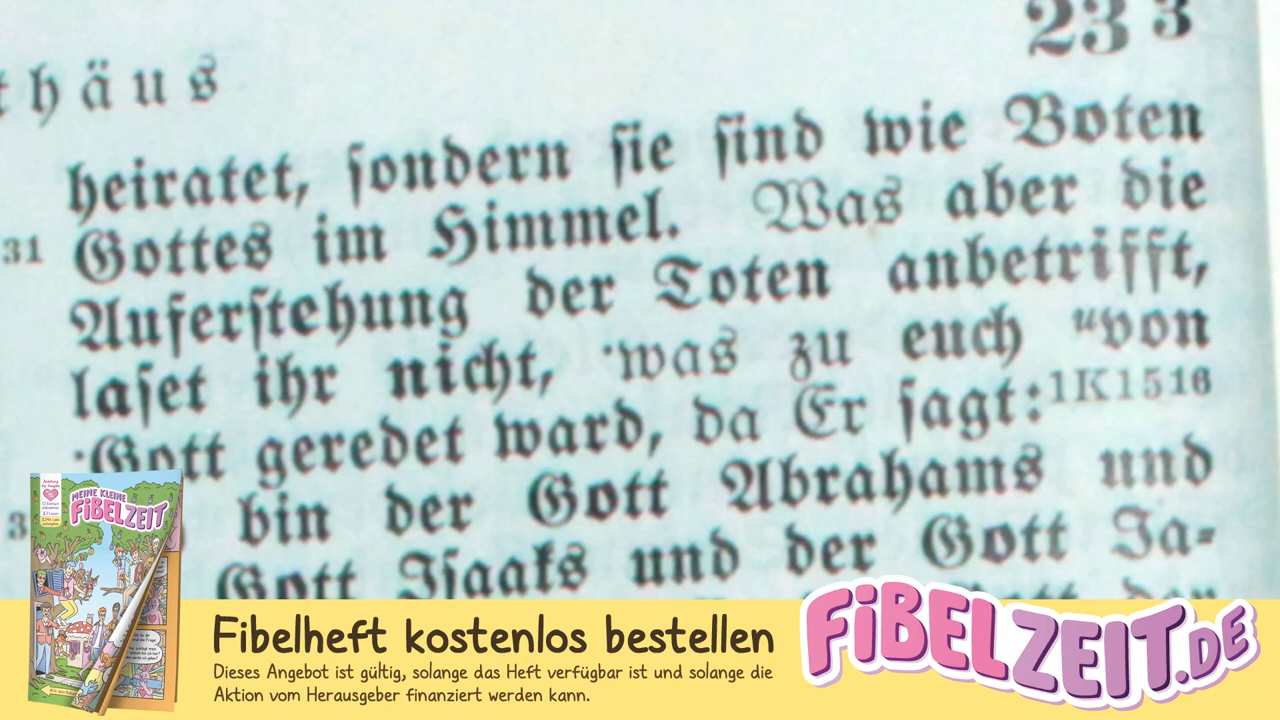 thäus
23 3
heiratet, sondern sie sind wie Boten
31 Gottes im Himmel. Was aber die
Auferstehung der Toten anbetrifft,
laset ihr nicht, ·was zu euch "von
·Gott geredet ward, da Er sagt:1K1516
bin der Gott Abrahams und
Gott Isaaks und der Gott Ja-
MEINE KLEINE
FiBELZEIT
Fibelheft kostenlos bestellen
Dieses Angebot ist gültig, solange das Heft verfügbar ist und solange die
Aktion vom Herausgeber finanziert werden kann.
FiBELZEIT.DE